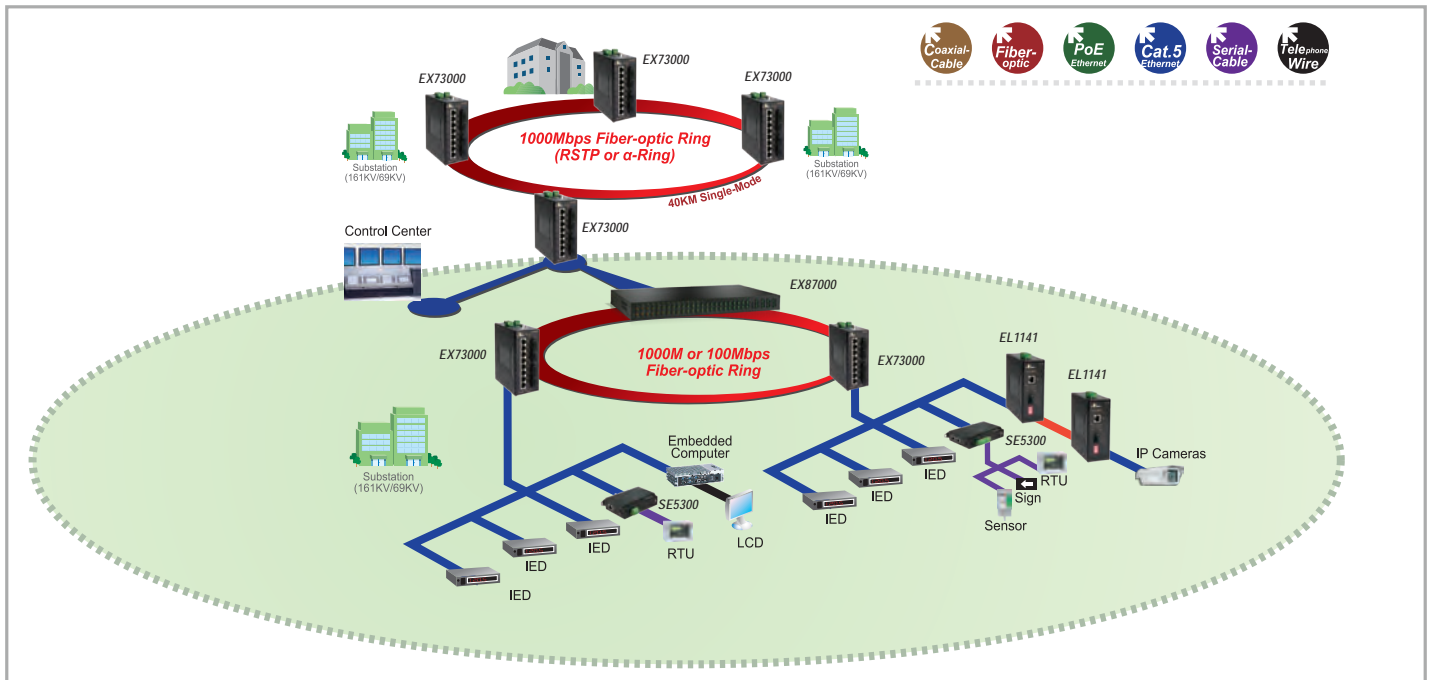 Coaxial-
Cable
Fiber-
optic
PoE
Ethernet
Cat.5
Ethernet
Serial-
Cable
Telephone
Wire
EX73000
EX73000
EX73000
1000Mbps Fiber-optic Ring
(RSTP or α-Ring)
40KM Single-Mode
Substation
(161KV/69KV)
Substation
(161KV/69KV)
EX73000
Control Center
EX87000
EX73000
1000M or 100Mbps
Fiber-optic Ring
EX73000
EL1141
EL1141
Substation
(161KV/69KV)
Embedded
Computer
SE5300
LCD
RTU
IED
IED
IED
SE5300
IP Cameras
RTU
Sign
Sensor
IED
IED
IED